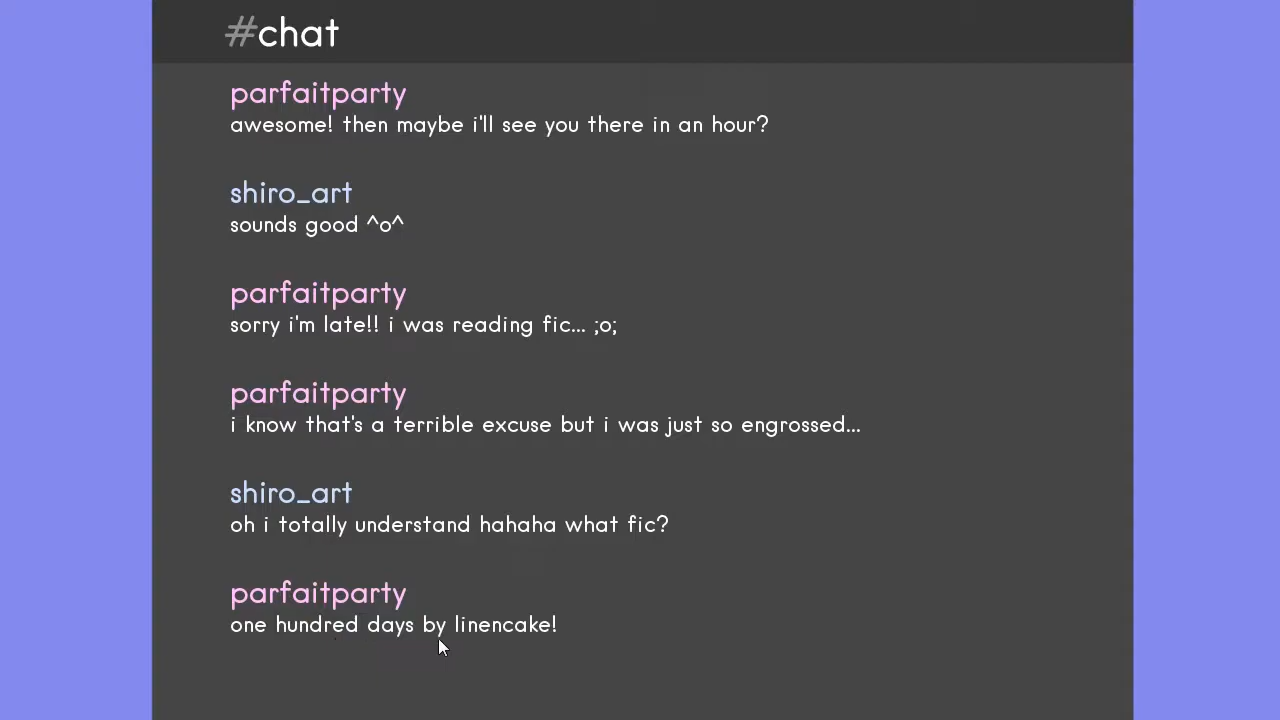 #chat
parfaitparty
awesome! then maybe i'll see you there in an hour?
shiro_art
sounds good ^o^
parfaitparty
sorry i'm late!! i was reading fic... ;o;
parfaitparty
i know that's a terrible excuse but i was just so engrossed...
shiro_art
oh i totally understand hahaha what fic?
parfaitparty
one hundred days by linencake!